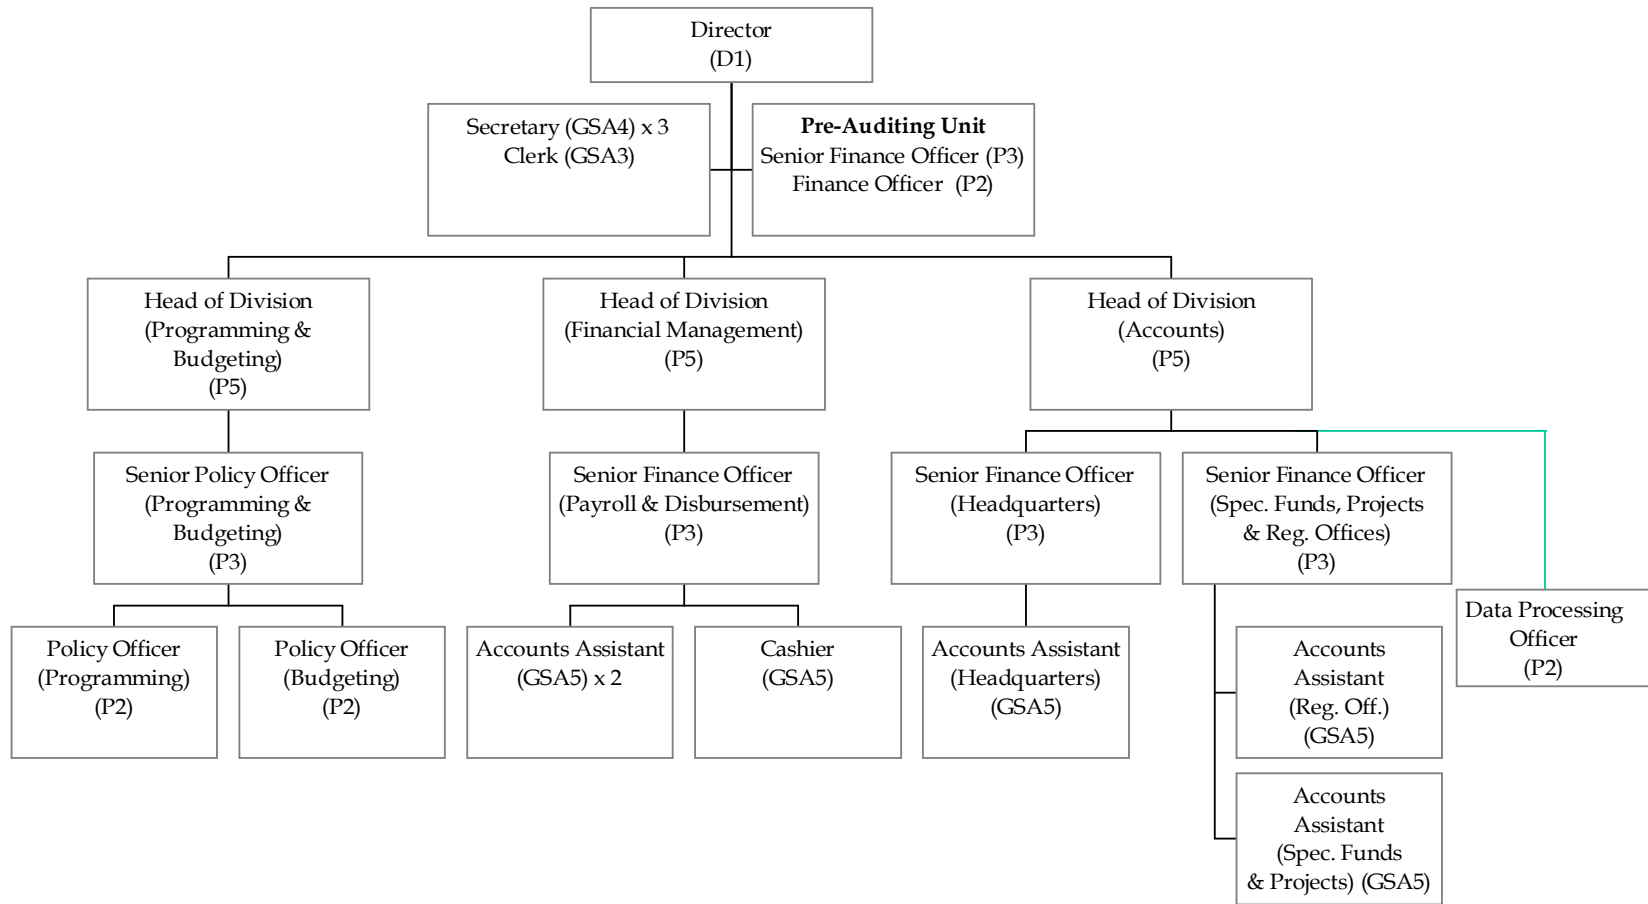 Director
(D1)
Secretary (GSA4) x 3
Clerk (GSA3)
Pre-Auditing Unit
Senior Finance Officer (P3)
Finance Officer (P2)
Head of Division
(Programming &
Budgeting)
(P5)
Head of Division
(Financial Management)
(P5)
Head of Division
(Accounts)
(P5)
Senior Policy Officer
(Programming &
Budgeting)
(P3)
Senior Finance Officer
(Payroll & Disbursement)
(P3)
Senior Finance Officer
(Headquarters)
(P3)
Senior Finance Officer
(Spec. Funds, Projects
& Reg. Offices)
(P3)
Data Processing
Officer
(P2)
Policy Officer
(Programming)
(P2)
Policy Officer
(Budgeting)
(P2)
Accounts Assistant
(GSA5) x 2
Cashier
(GSA5)
Accounts Assistant
(Headquarters)
(GSA5)
Accounts
Assistant
(Reg. Off.)
(GSA5)
Accounts
Assistant
(Spec. Funds
& Projects) (GSA5)